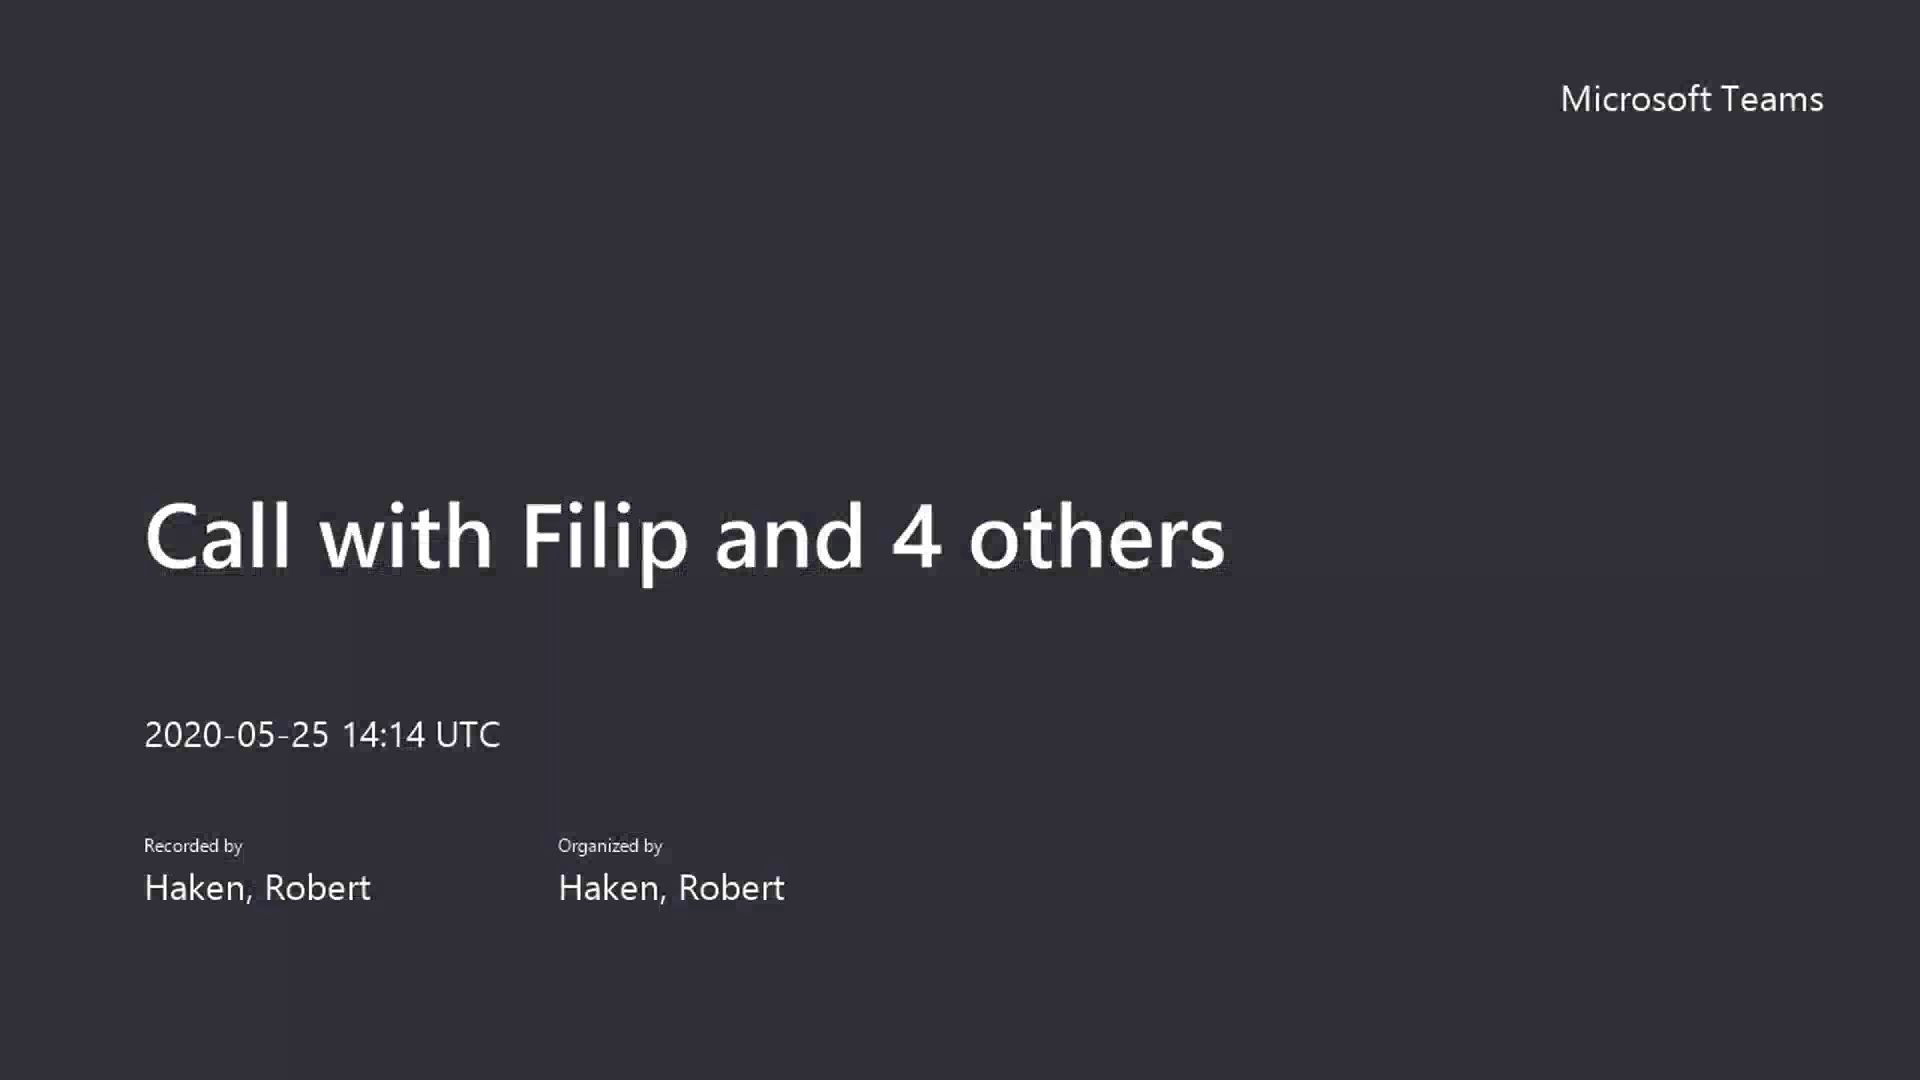 Microsoft Teams
Call with Filip and 4 others
2020-05-25 14:14 UTC
Recorded by
Haken, Robert
Organized by
Haken, Robert